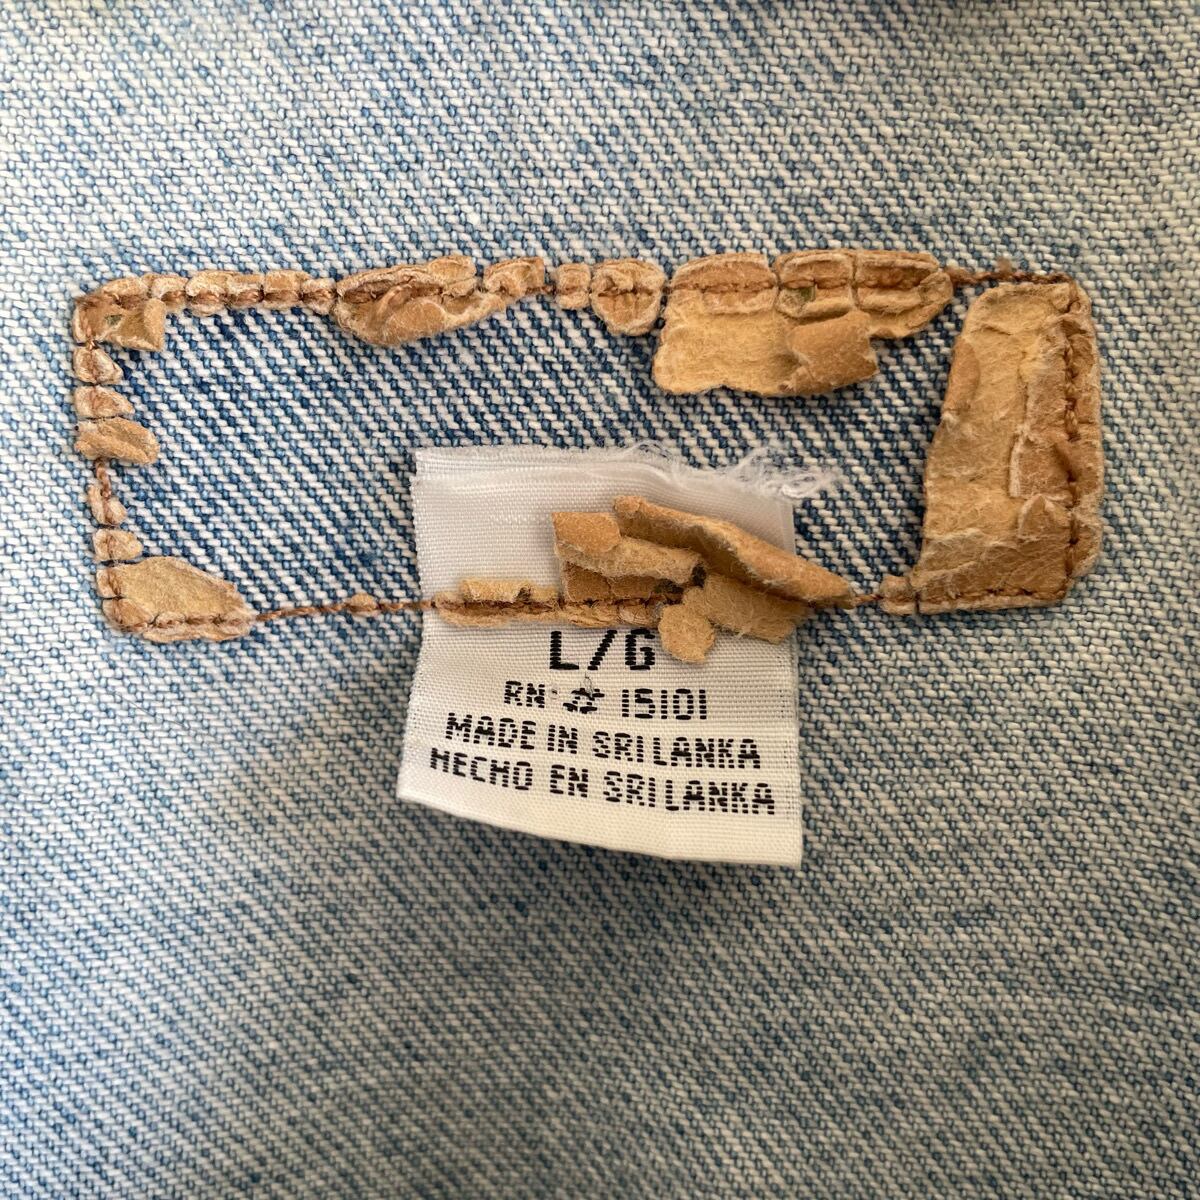 L/G
RN # 15101
MADE IN SRI LANKA
HECHO EN SRI LANKA